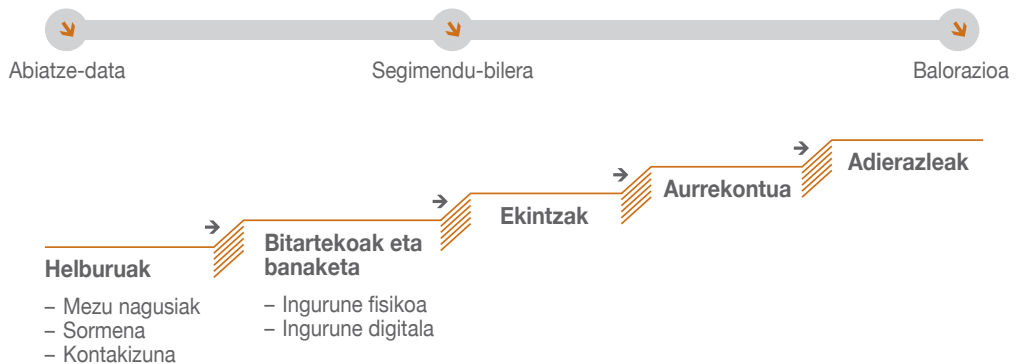 Abiatze-data
Segimendu-bilera
Balorazioa
Helburuak
– Mezu nagusiak
– Sormena
– Kontakizuna
Bitartekoak eta
banaketa
– Ingurune fisikoa
– Ingurune digitala
Ekintzak
Aurrekontua
Adierazleak